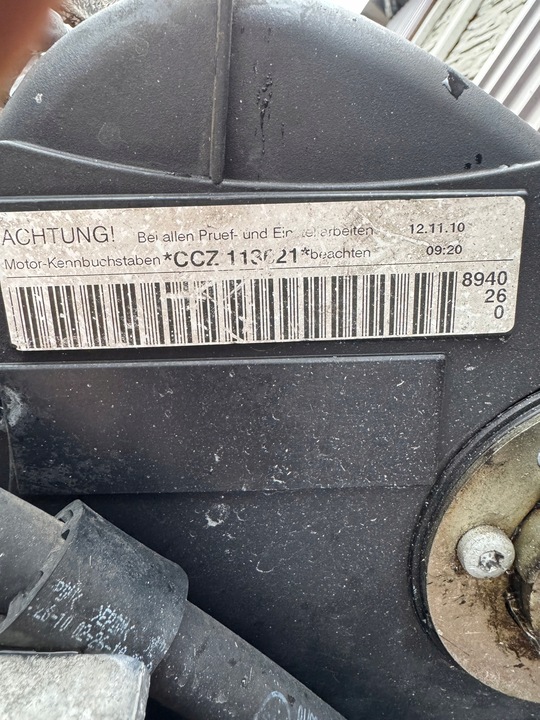 ACHTUNG! Bei allen Pruef- und Einstellarbeiten 12.11.10
Motor-Kennbuchstaben *CCZ 113621* beachten 09:20
8940
26
0